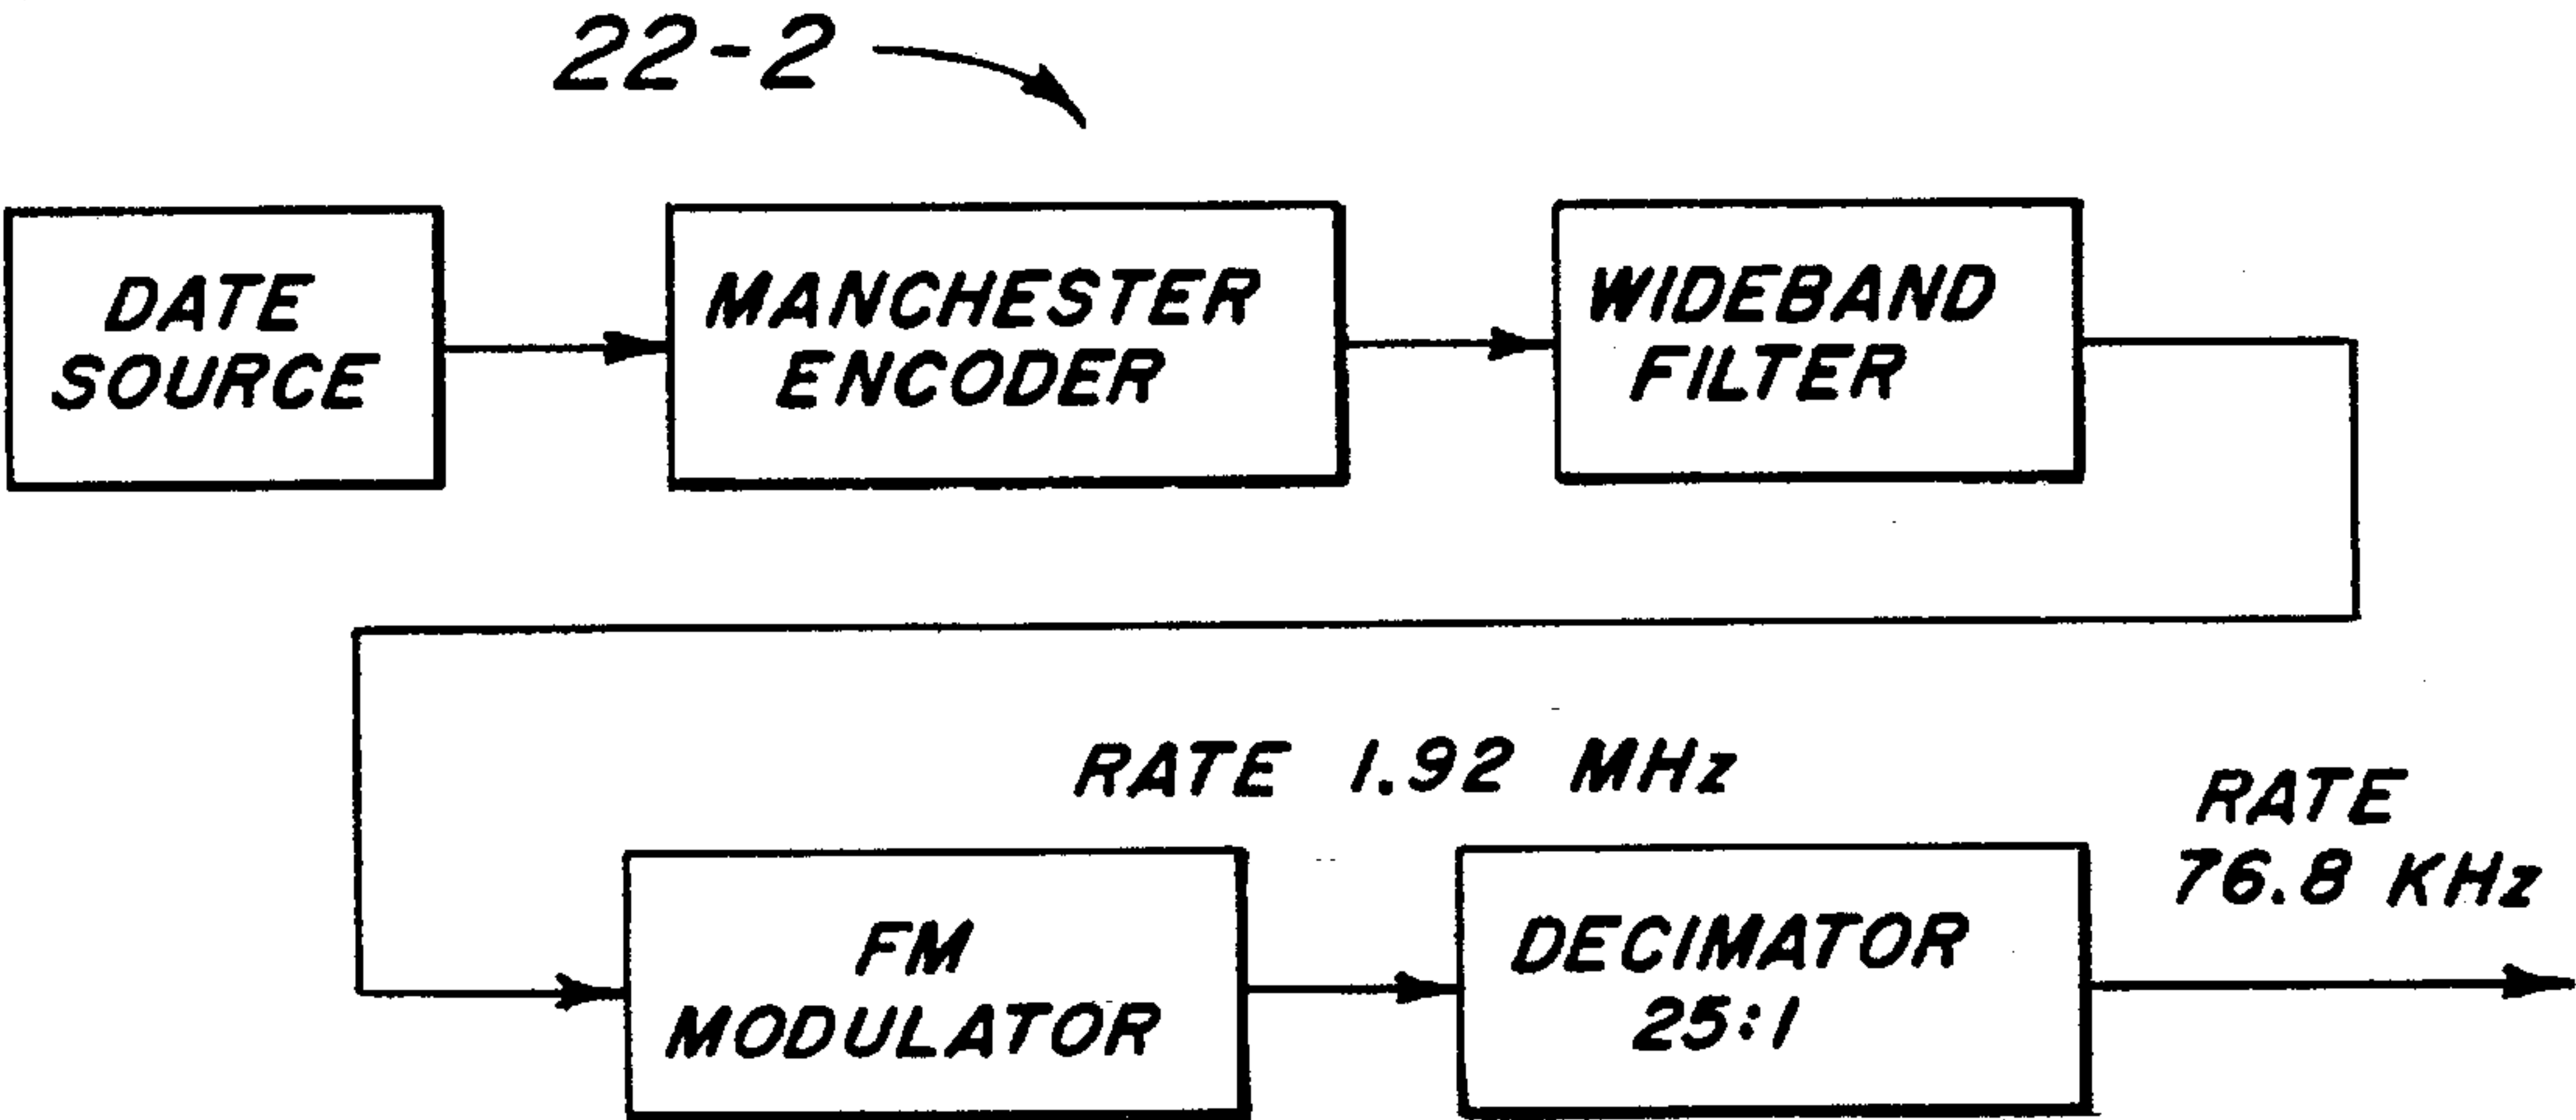 22-2
DATE
SOURCE
MANCHESTER
ENCODER
WIDEBAND
FILTER
RATE 1.92 MHz
RATE
76.8 KHz
FM
MODULATOR
DECIMATOR
25:1